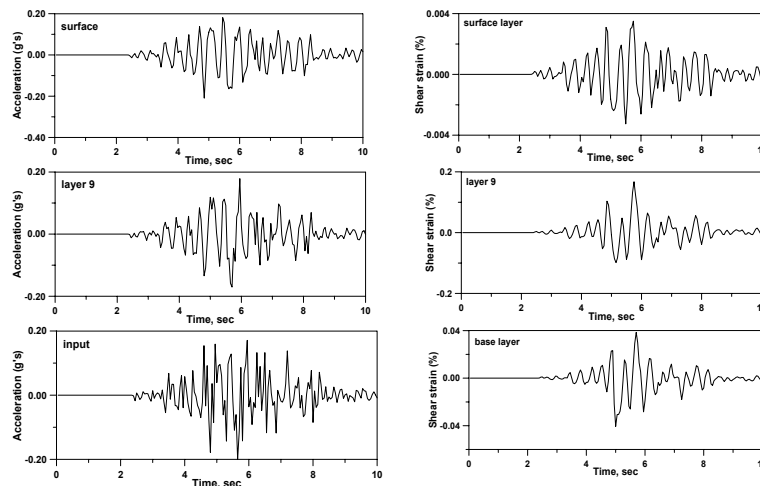 surface
Acceleration (g's)
0.20
0.00
-0.20
-0.40
0 2 4 6 8 10
Time, sec
surface layer
Shear strain (%)
0.004
0.000
-0.004
0 2 4 6 8
Time, sec
layer 9
Acceleration (g's)
0.20
0.00
-0.20
0 2 4 6 8 10
Time, sec
layer 9
Shear strain (%)
0.2
0.0
-0.2
0 2 4 6 8
Time, sec
input
Acceleration (g's)
0.20
0.00
-0.20
0 2 4 6 8 10
Time, sec
base layer
Shear strain (%)
0.04
0.00
-0.04
0 2 4 6 8
Time, sec